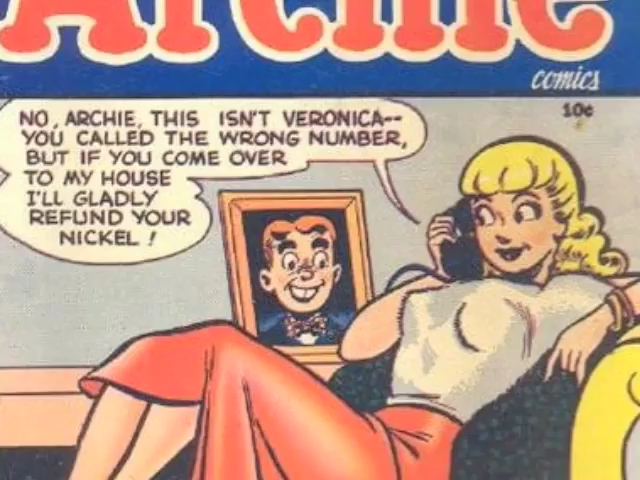 Archie
comics
10¢
NO, ARCHIE, THIS ISN'T VERONICA--
YOU CALLED THE WRONG NUMBER,
BUT IF YOU COME OVER
TO MY HOUSE
I'LL GLADLY
REFUND YOUR
NICKEL!